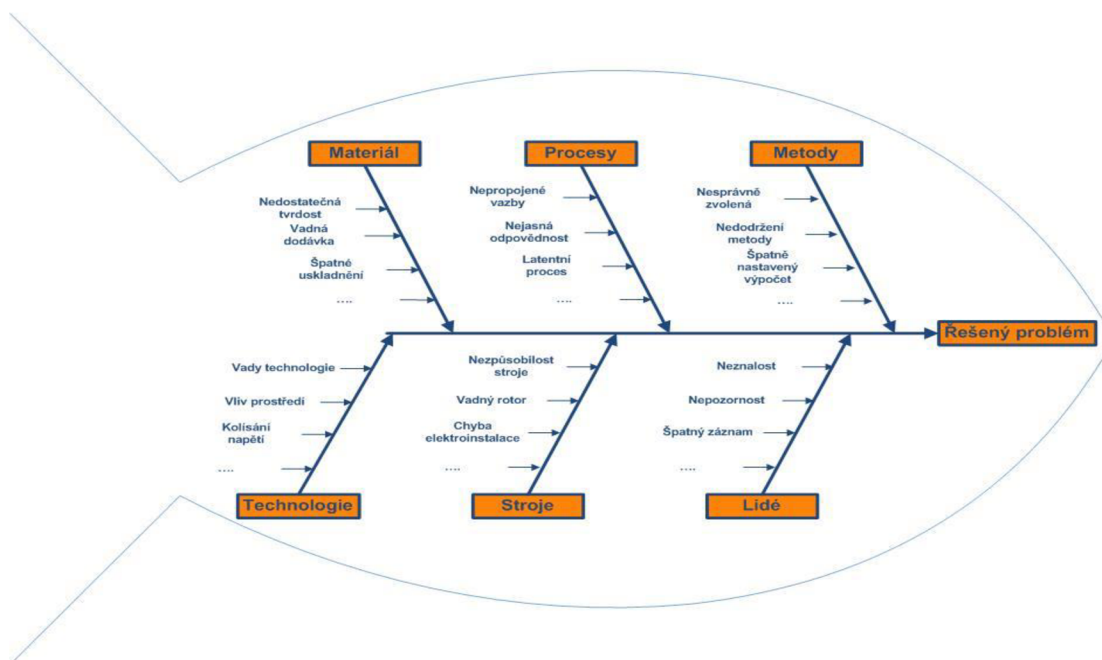 Materiál
Procesy
Metody
Nedostatečná
tvrdost
Vadná
dodávka
Špatné
uskladnění
....
Nepropojené
vazby
Nejasná
odpovědnost
Latentní
proces
....
Nesprávně
zvolená
Nedodržení
metody
Špatně
nastavený
výpočet
....
Řešený problém
Vady technologie
Vliv prostředí
Kolísání
napětí
....
Nezpůsobilost
stroje
Vadný rotor
Chyba
elektroinstalace
....
Neznalost
Nepozornost
Špatný záznam
....
Technologie
Stroje
Lidé